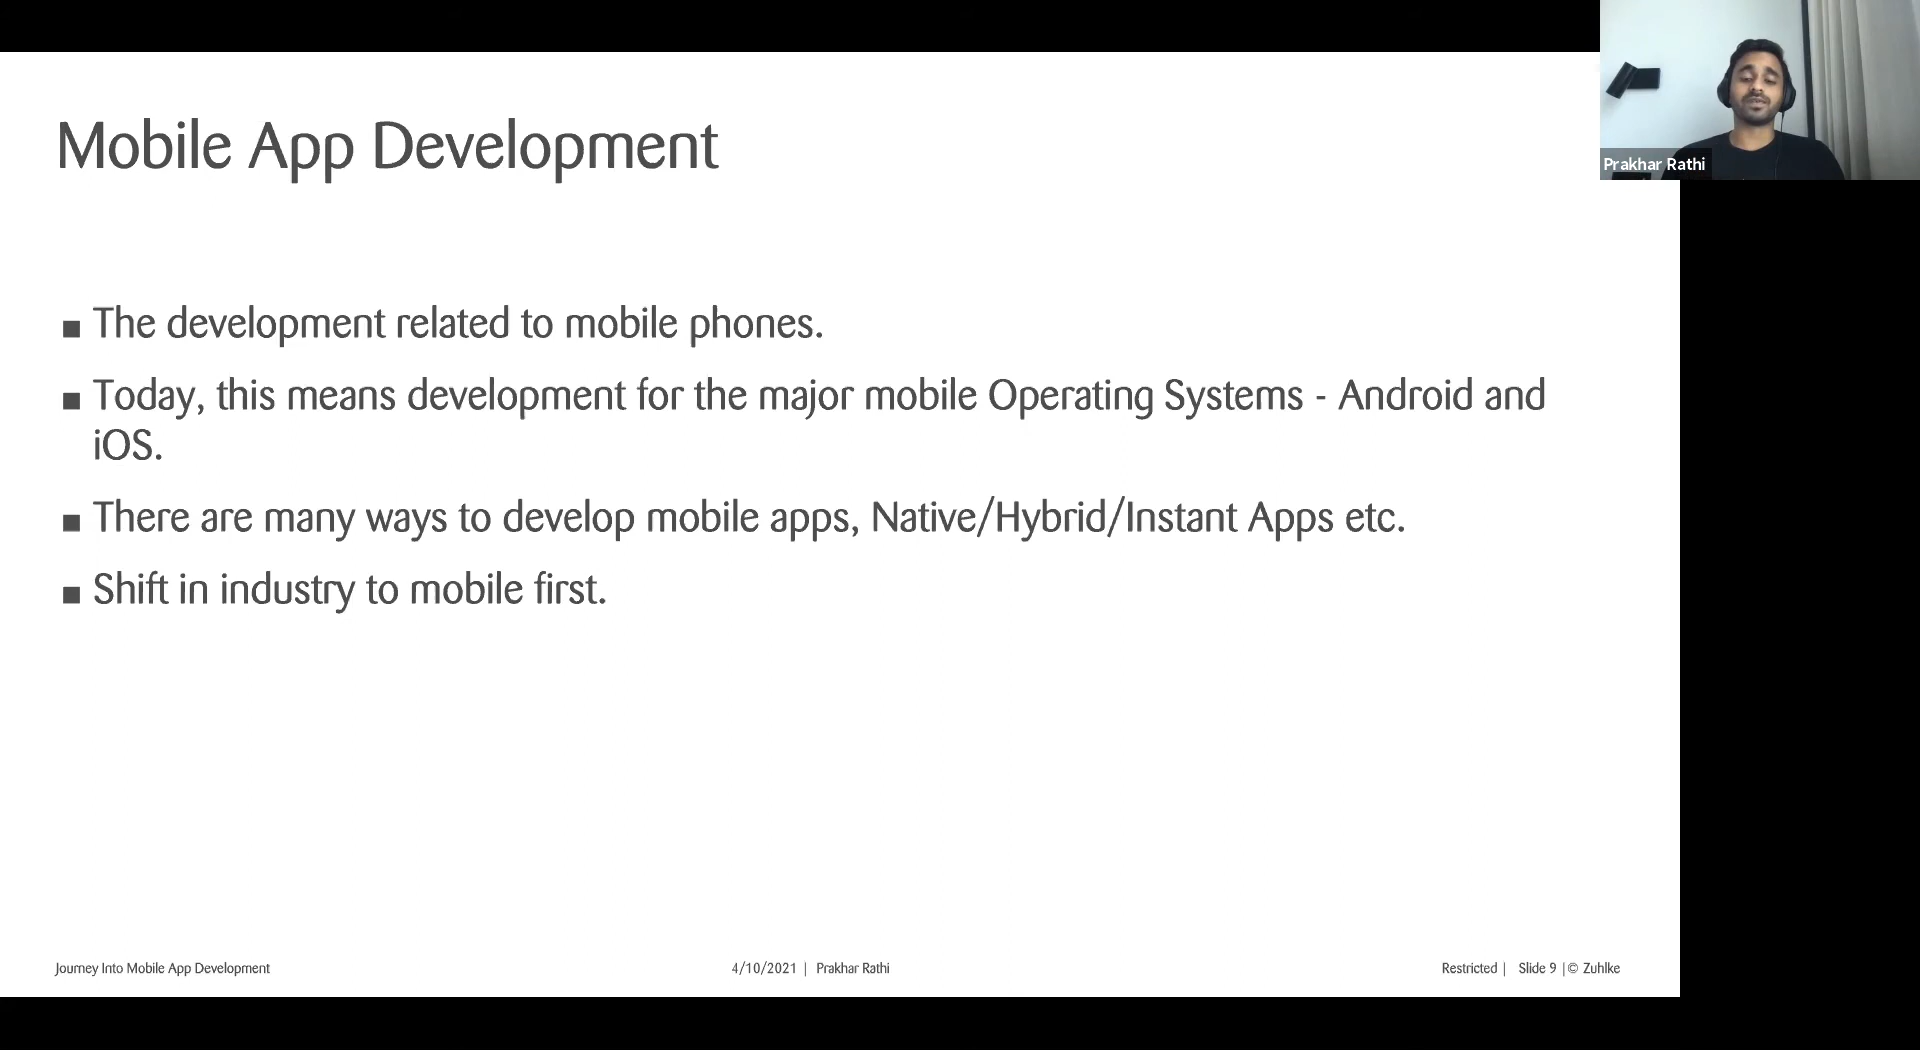 Mobile App Development
Prakhar Rathi
■ The development related to mobile phones.
■ Today, this means development for the major mobile Operating Systems - Android and
iOS.
■ There are many ways to develop mobile apps, Native/Hybrid/Instant Apps etc.
■ Shift in industry to mobile first.
Journey Into Mobile App Development
4/10/2021 | Prakhar Rathi
Restricted | Slide 9 | © Zuhlke